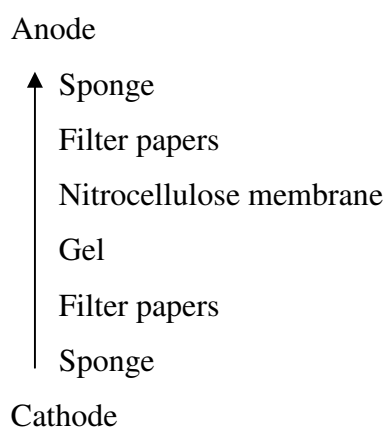 Anode
Sponge
Filter papers
Nitrocellulose membrane
Gel
Filter papers
Sponge
Cathode